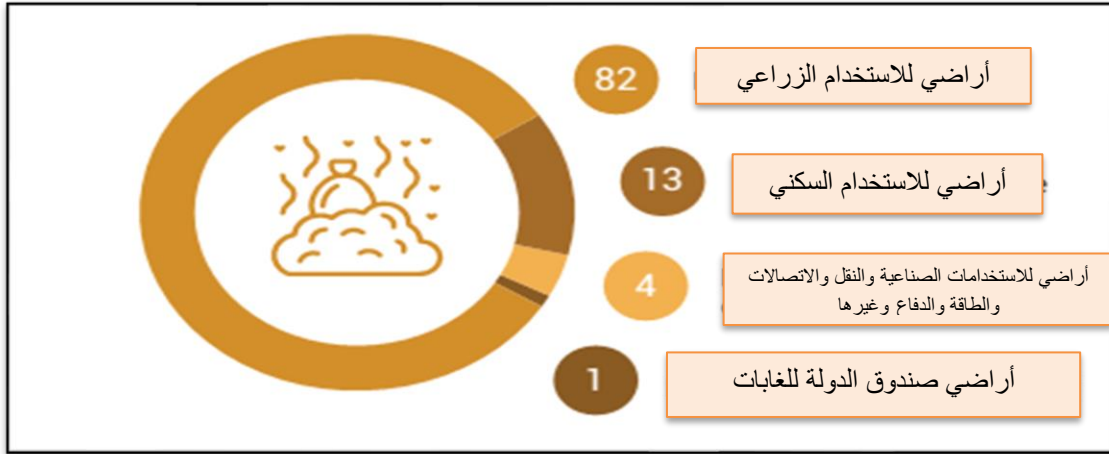 82
أراضي للاستخدام الزراعي
13
أراضي للاستخدام السكني
4
أراضي للاستخدامات الصناعية والنقل والاتصالات
والطاقة والدفاع وغيرها
1
أراضي صندوق الدولة للغابات